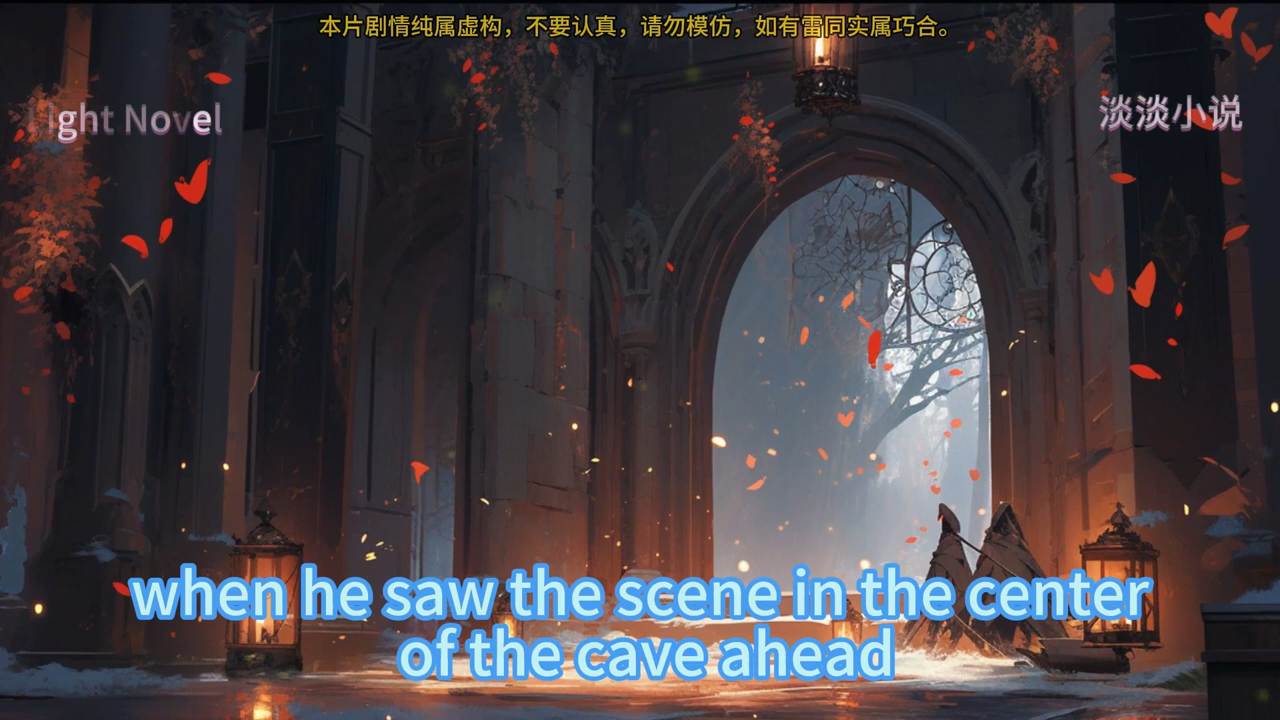 本片剧情纯属虚构，不要认真，请勿模仿，如有雷同实属巧合。
ight Novel
淡淡小说
when he saw the scene in the center
of the cave ahead